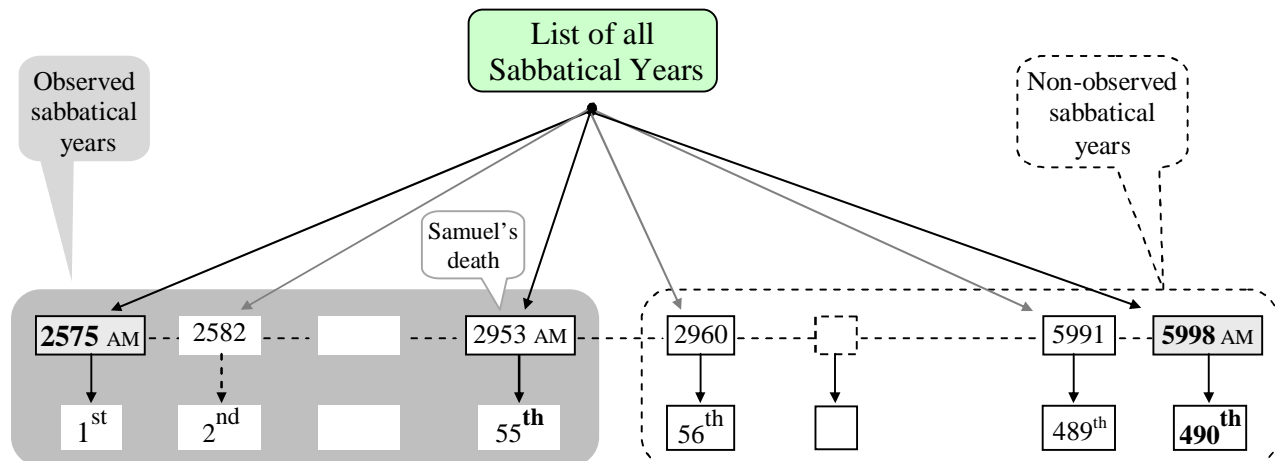 List of all
Sabbatical Years
Observed
sabbatical
years
Non-observed
sabbatical
years
Samuel's
death
2575 AM
2582
2953 AM
2960
5991
5998 AM
1st
2nd
55th
56th
489th
490th